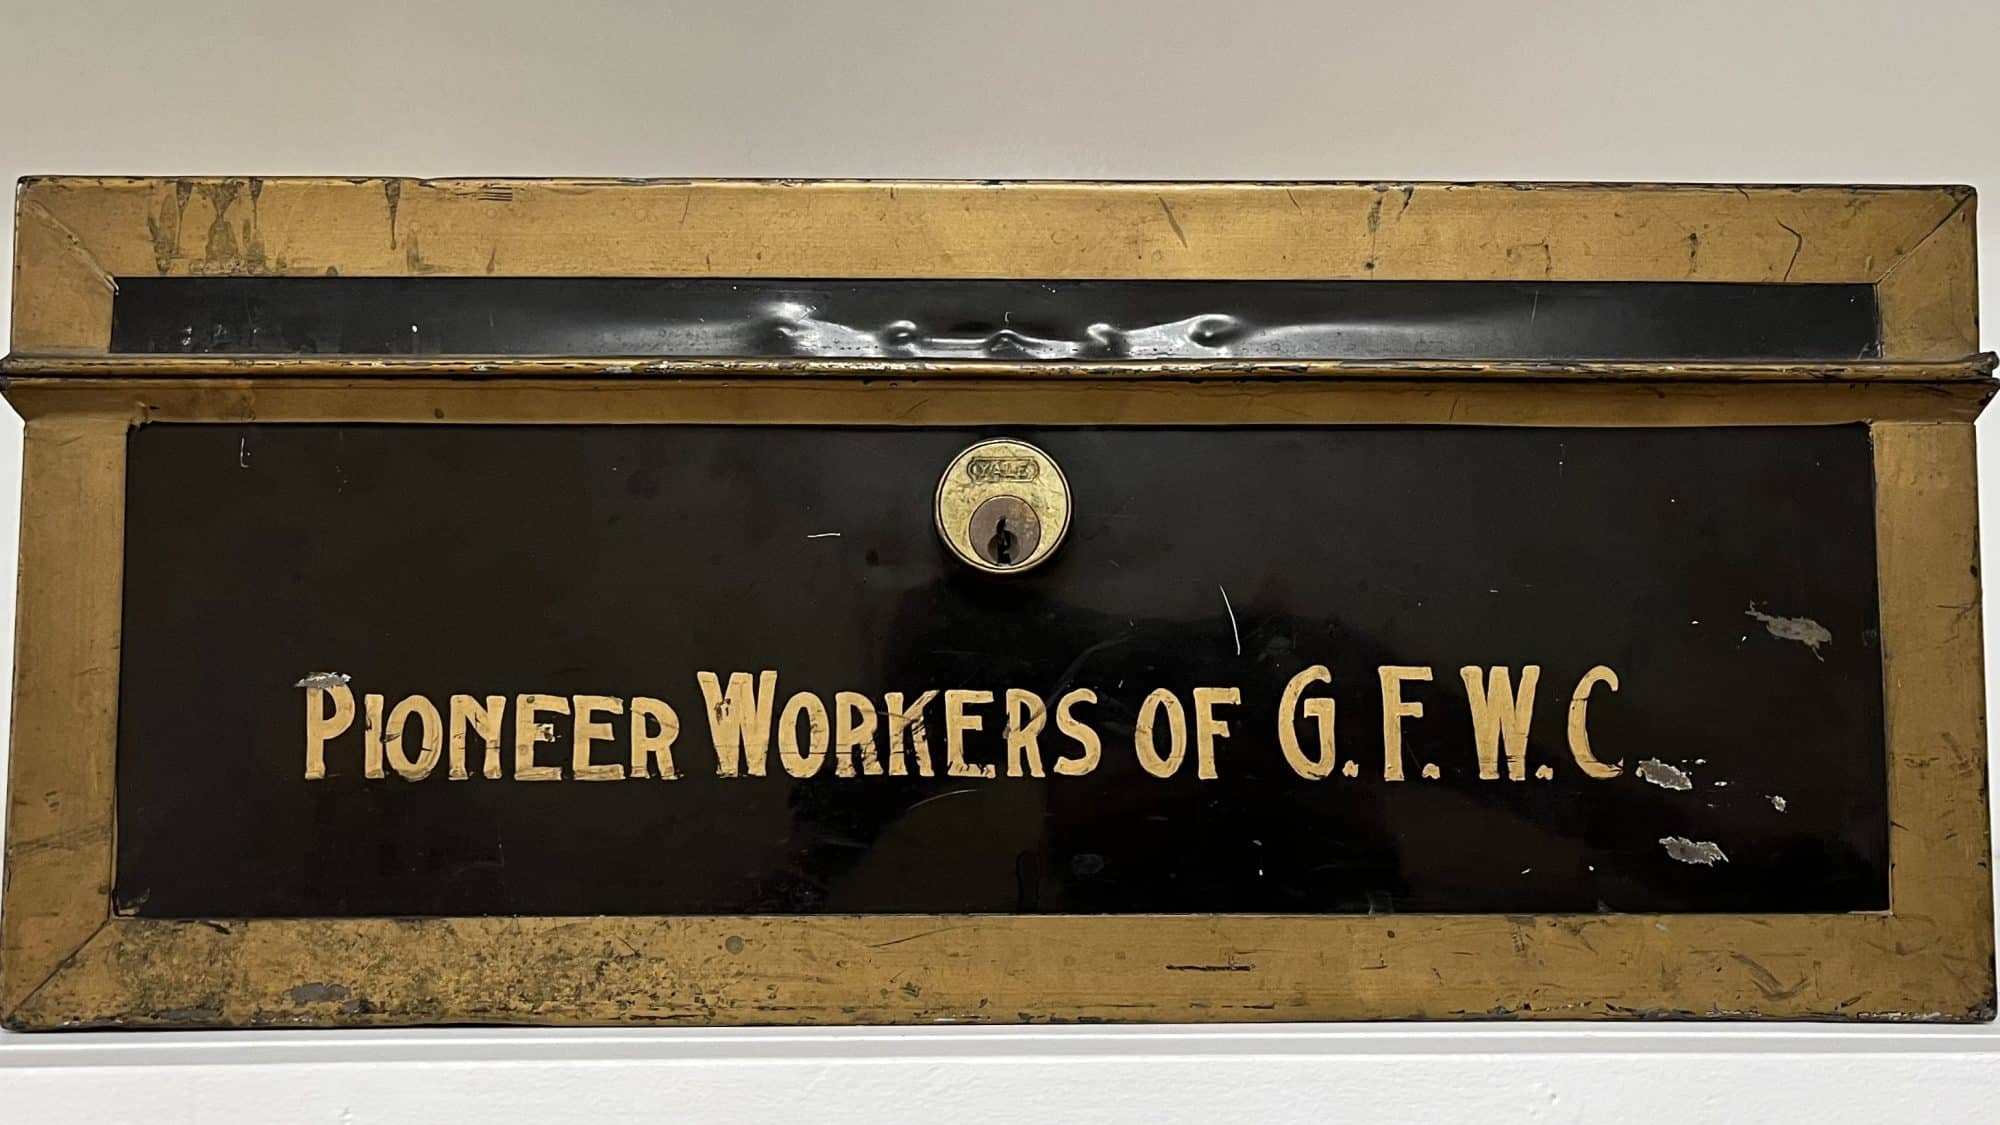 YALE
PIONEER WORKERS OF G.F.W.C.